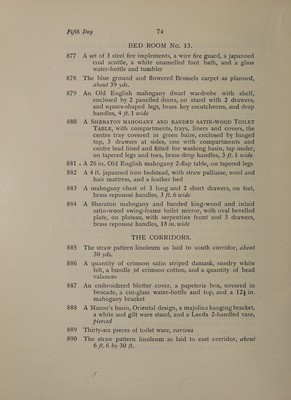 Fifth Day 74
BED ROOM No. 13.
877 A set of 3 steel fire implements, a wire fire guard, a japanned
coal scuttle, a white enamelled foot bath, and a glass
water-bottle and tumbler
878 The blue ground and flowered Brussels carpet as planned,
about 39 yds.
879 An Old English mahogany dwarf wardrobe with shelf,
enclosed by 2 panelled doors, on stand with 2 drawers,
and square-shaped legs, brass key escutcheons, and drop
handles, 4 ft. 1 wide
880 A SHERATON MAHOGANY AND BANDED SATIN-WOOD TOILET
TABLE, with compartments, trays, liners and covers, the
centre tray covered in green baize, enclosed by hinged
top, 3 drawers at sides, one with compartments and
centre lead lined and fitted for washing basin, tap under,
on tapered legs and toes, brass drop handles, 3 ft. 1 wide
881 A 26 in. Old English mahogany 2-flap table, on tapered legs
882 A 4 ft. japanned iron bedstead, with straw palliasse, wool and
hair mattress, and a feather bed
883 A mahogany chest of 3 long and 2 short drawers, on feet,
brass repoussé handles, 3 ft. 6 wide
884 A Sheraton mahogany and banded king-wood and inlaid
satin-wood swing-frame toilet mirror, with oval bevelled
plate, on plateau, with serpentine front and 3 drawers,
brass repoussé handles, 18 in. wide
THE CORRIDORS.
885 The straw pattern linoleum as laid to south corridor, about
30 yds.
886 A quantity of crimson satin striped damask, sundry white
felt, a bundle of crimson cotton, and a quantity of bead
valances
887 An embroidered blotter cover, a papeterie box, covered in
brocade, a cut-glass water-bottle and top, and a 12½ in.
mahogany bracket
888 A Mason's basin, Oriental design, a majolica hanging bracket,
a white and gilt ware stand, and a Leeds 2-handled vase,
pierced
889 Thirty-six pieces of toilet ware, various
890 The straw pattern linoleum as laid to east corridor, about
6 ft. 6 by 30 ft.